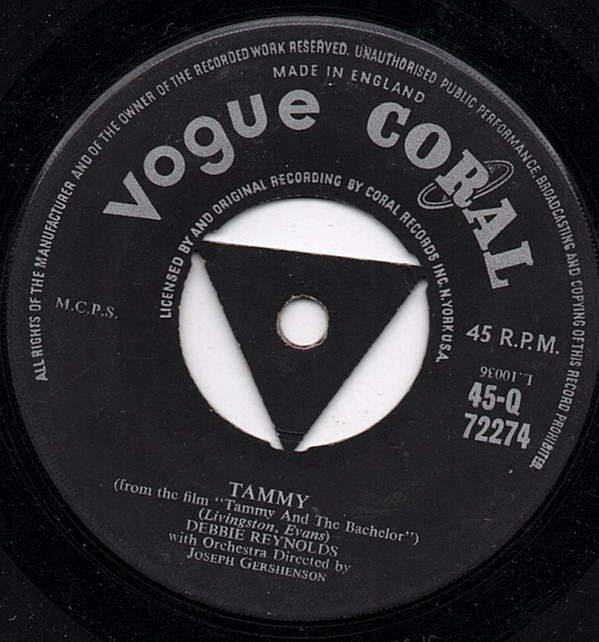 ALL RIGHTS OF THE MANUFACTURER AND OF THE OWNER OF THE RECORDED WORK RESERVED. UNAUTHORISED PUBLIC PERFORMANCE, BROADCASTING AND COPYING OF THIS RECORD PROHIBITED.
MADE IN ENGLAND
Vogue CORAL
LICENSED BY AND ORIGINAL RECORDING BY CORAL RECORDS INC. N.YORK U.S.A.
M.C.P.S.
45 R.P.M.
L.10036
45-Q
72274
TAMMY
(from the film "Tammy And The Bachelor")
(Livingston, Evans)
DEBBIE REYNOLDS
with Orchestra Directed by
JOSEPH GERSHENSON